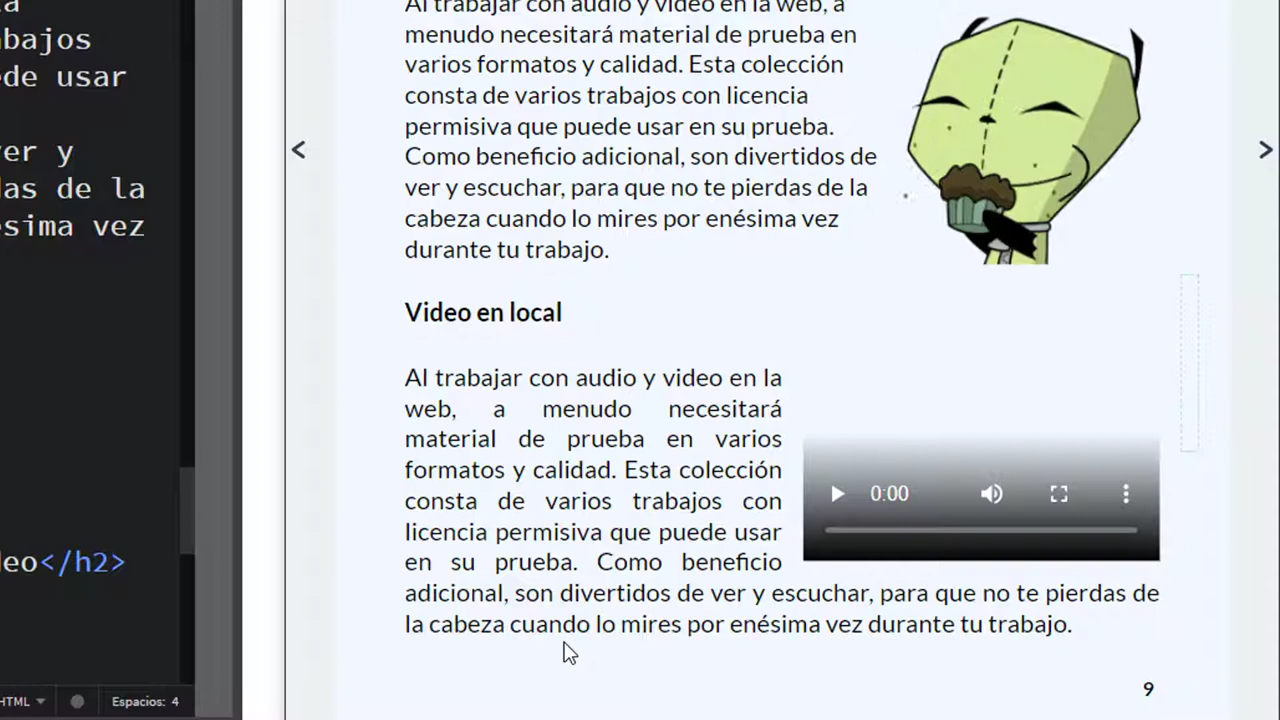 bajos
de usar
er y
das de la
sima vez
eo</h2>
HTML
Espacios: 4
<
Al trabajar con audio y video en la web, a
menudo necesitará material de prueba en
varios formatos y calidad. Esta colección
consta de varios trabajos con licencia
permisiva que puede usar en su prueba.
Como beneficio adicional, son divertidos de
ver y escuchar, para que no te pierdas de la
cabeza cuando lo mires por enésima vez
durante tu trabajo.
>
Video en local
Al trabajar con audio y video en la
web, a menudo necesitará
material de prueba en varios
formatos y calidad. Esta colección
consta de varios trabajos con
licencia permisiva que puede usar
en su prueba. Como beneficio
adicional, son divertidos de ver y escuchar, para que no te pierdas de
la cabeza cuando lo mires por enésima vez durante tu trabajo.
0:00
9